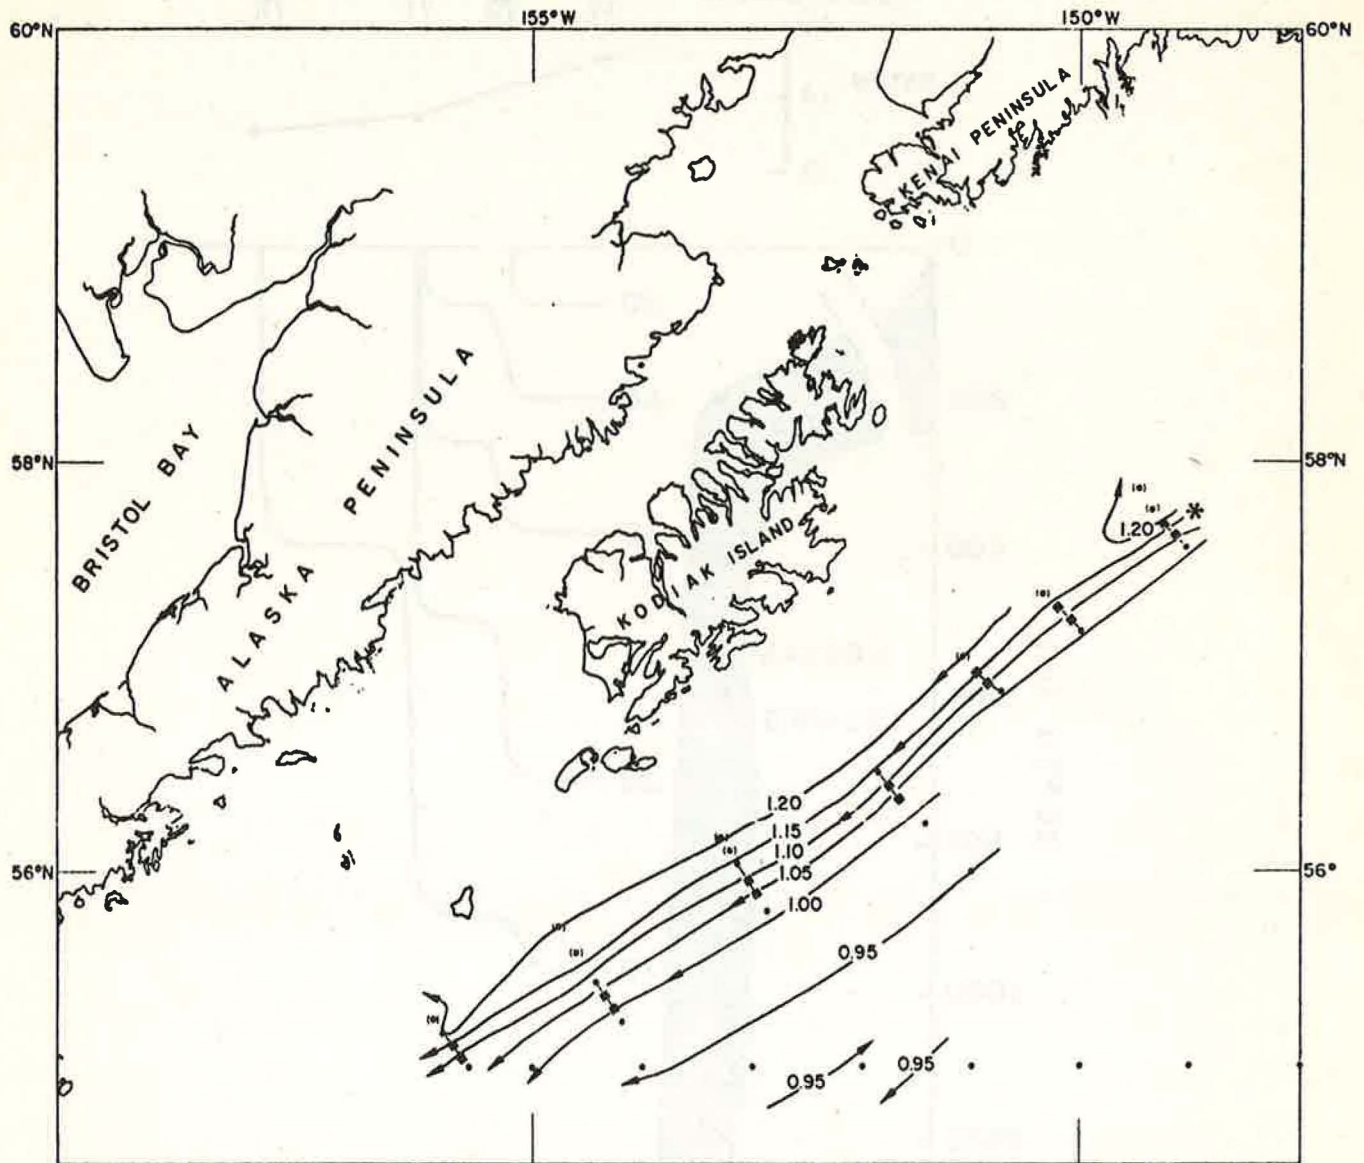 60°N
155°W
150°W
60°N
KENAI PENINSULA
BRISTOL BAY
ALASKA PENINSULA
KODIAK ISLAND
58°N
58°N
1.20
1.20
1.15
1.10
1.05
1.00
0.95
56°N
56°
0.95
0.95